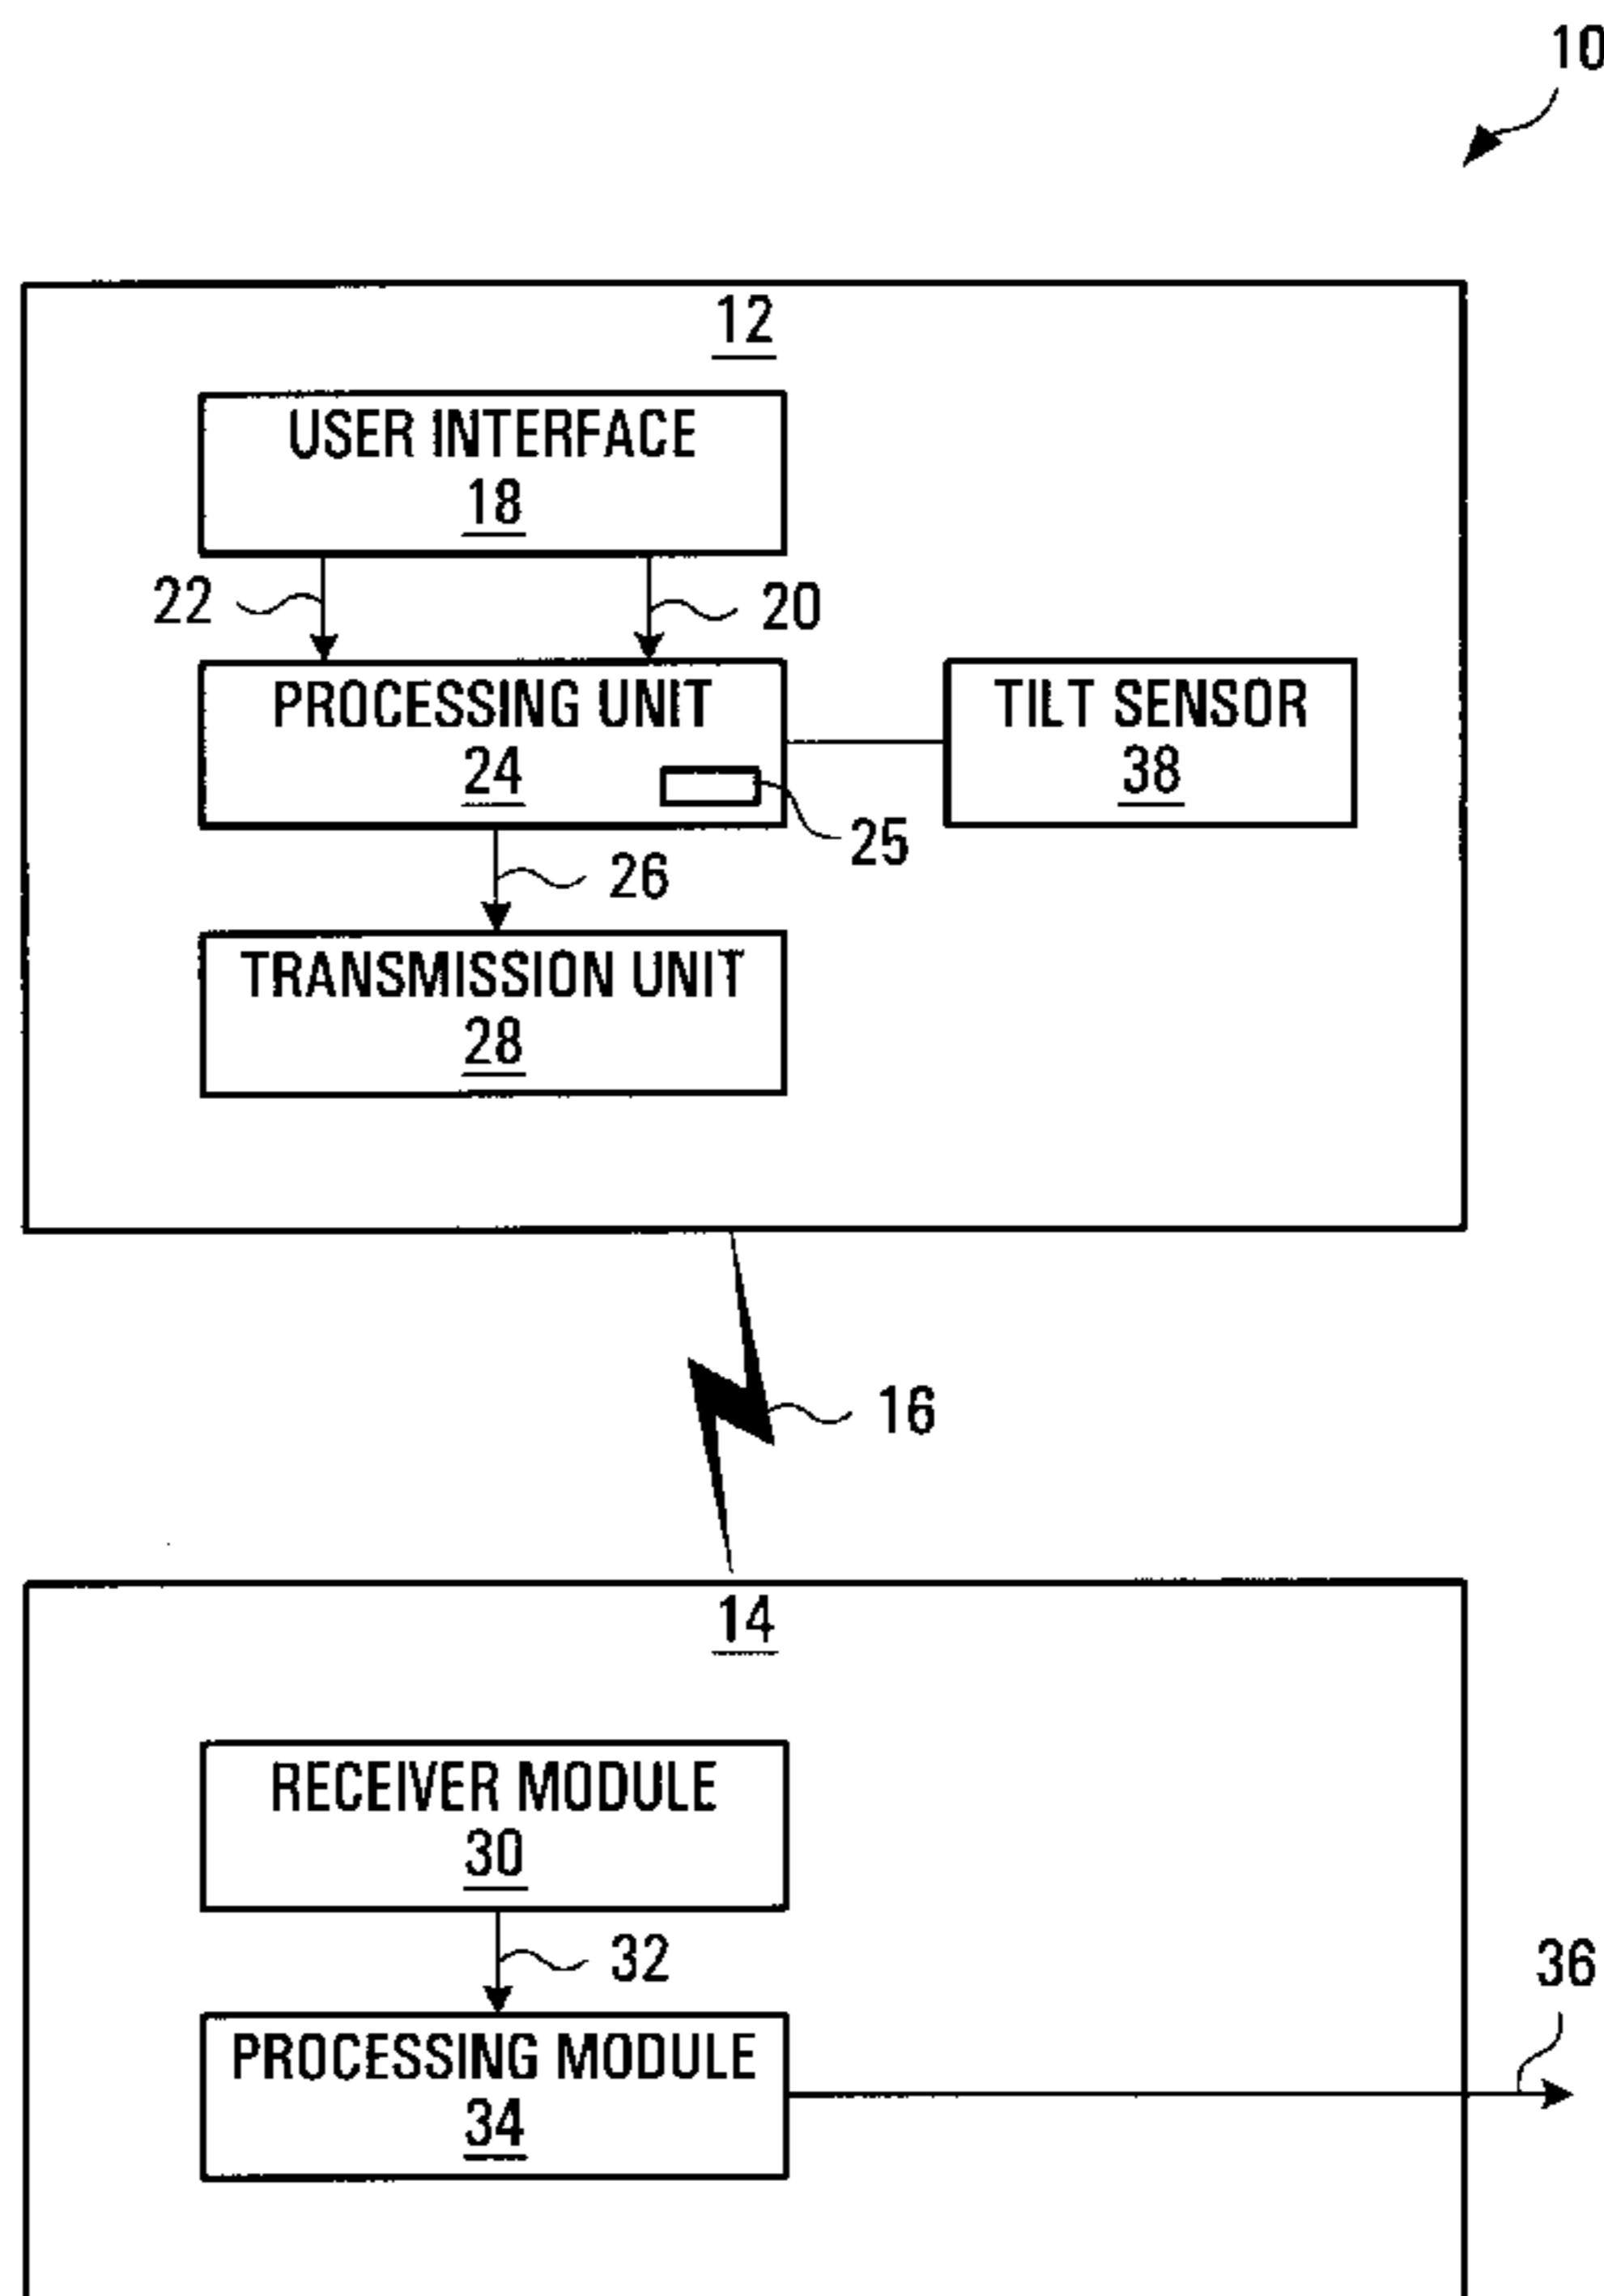 10
12
USER INTERFACE
18
22
20
PROCESSING UNIT
24
TILT SENSOR
38
25
26
TRANSMISSION UNIT
28
16
14
RECEIVER MODULE
30
32
36
PROCESSING MODULE
34